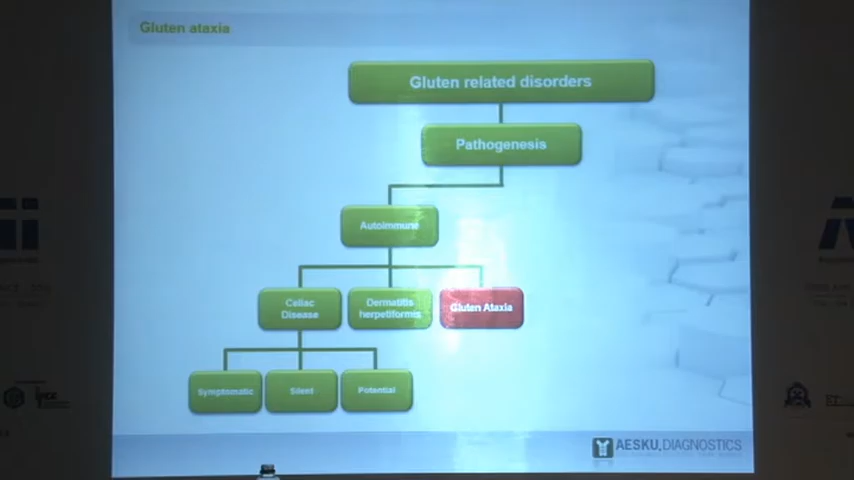 Gluten ataxia
Gluten related disorders
Pathogenesis
Autoimmune
Celiac
Disease
Dermatitis
herpetiformis
Gluten Ataxia
Symptomatic
Silent
Potential
AESKU.DIAGNOSTICS